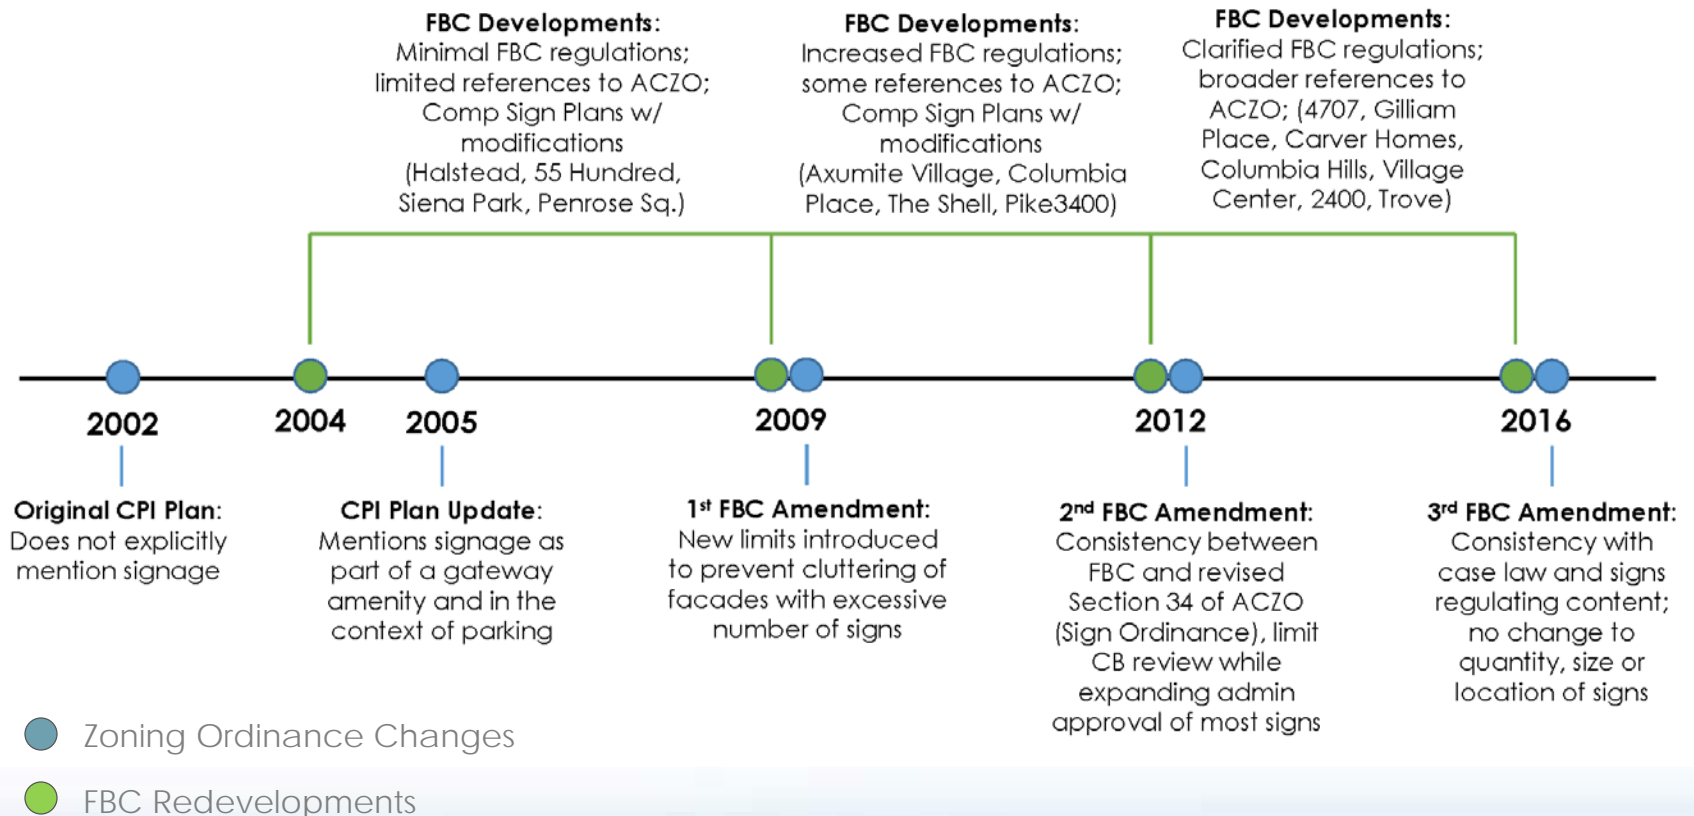 FBC Developments:
Minimal FBC regulations;
limited references to ACZO;
Comp Sign Plans w/
modifications
(Halstead, 55 Hundred,
Siena Park, Penrose Sq.)
FBC Developments:
Increased FBC regulations;
some references to ACZO;
Comp Sign Plans w/
modifications
(Axumite Village, Columbia
Place, The Shell, Pike3400)
FBC Developments:
Clarified FBC regulations;
broader references to
ACZO; (4707, Gilliam
Place, Carver Homes,
Columbia Hills, Village
Center, 2400, Trove)
2002
2004
2005
2009
2012
2016
Original CPI Plan:
Does not explicitly
mention signage
CPI Plan Update:
Mentions signage as
part of a gateway
amenity and in the
context of parking
1st FBC Amendment:
New limits introduced
to prevent cluttering of
facades with excessive
number of signs
2nd FBC Amendment:
Consistency between
FBC and revised
Section 34 of ACZO
(Sign Ordinance), limit
CB review while
expanding admin
approval of most signs
3rd FBC Amendment:
Consistency with
case law and signs
regulating content;
no change to
quantity, size or
location of signs
Zoning Ordinance Changes
FBC Redevelopments